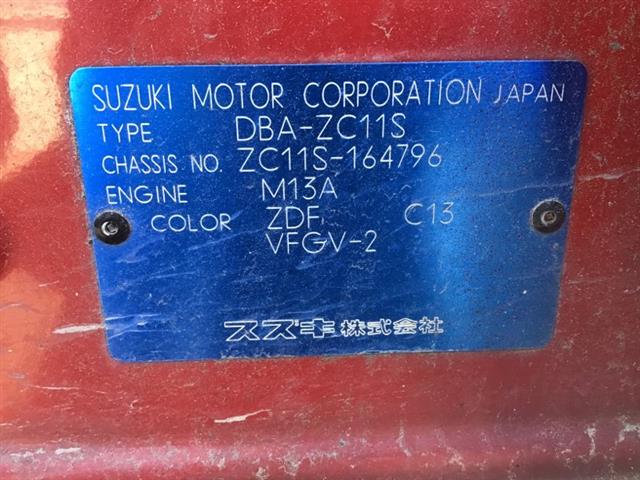 SUZUKI MOTOR CORPORATION JAPAN
TYPE DBA-ZC11S
CHASSIS NO. ZC11S-164796
ENGINE M13A
COLOR ZDF C13
VFGV-2
スズキ株式会社